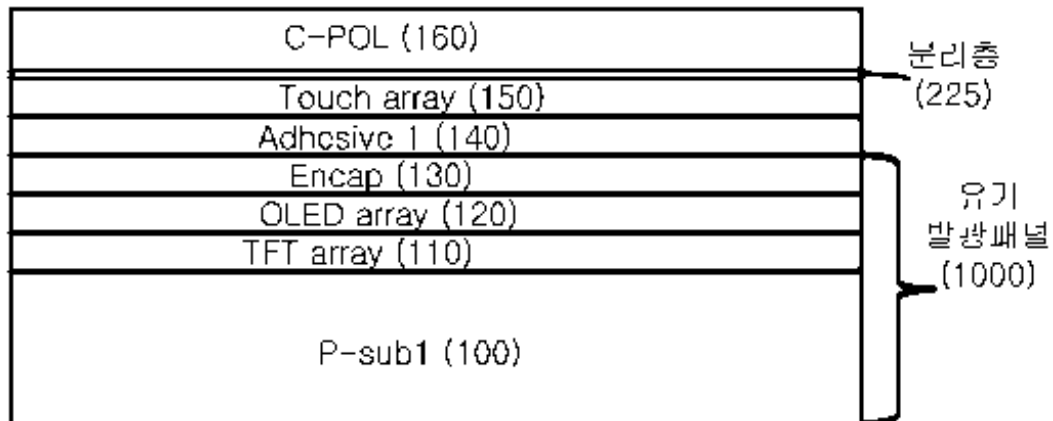 C-POL (160)
분리층
(225)
Touch array (150)
Adhesive 1 (140)
Encap (130)
OLED array (120)
TFT array (110)
유기
발광패널
(1000)
P-sub1 (100)